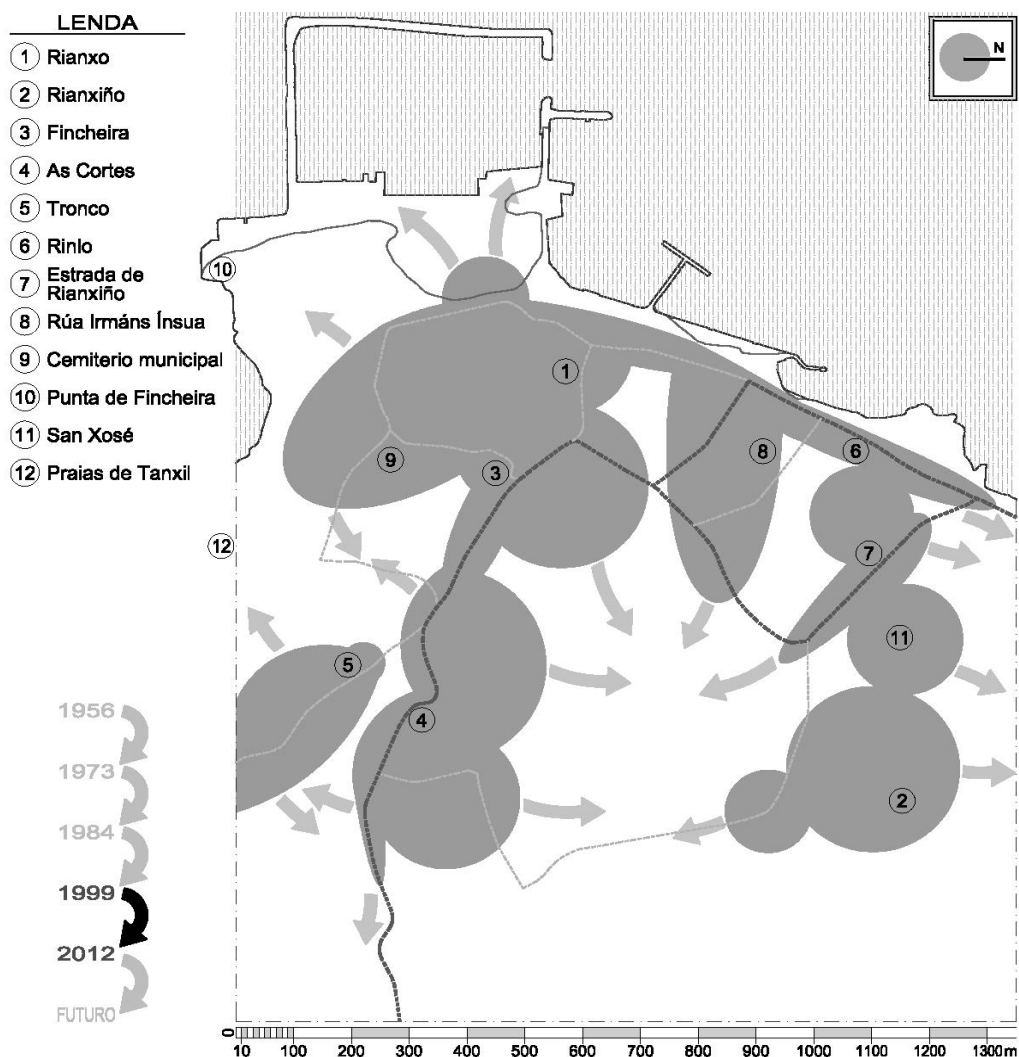 LENDA
1 Rianxo
2 Rianxiño
3 Fincheira
4 As Cortes
5 Tronco
6 Rinlo
7 Estrada de
Rianxiño
8 Rúa Irmáns Ínsua
9 Cemiterio municipal
10 Punta de Fincheira
11 San Xosé
12 Praias de Tanxil
N
10
1
9
3
8
6
12
7
11
5
4
2
1956
1973
1984
1999
2012
FUTURO
0
10 100 200 300 400 500 600 700 800 900 1000 1100 1200 1300m